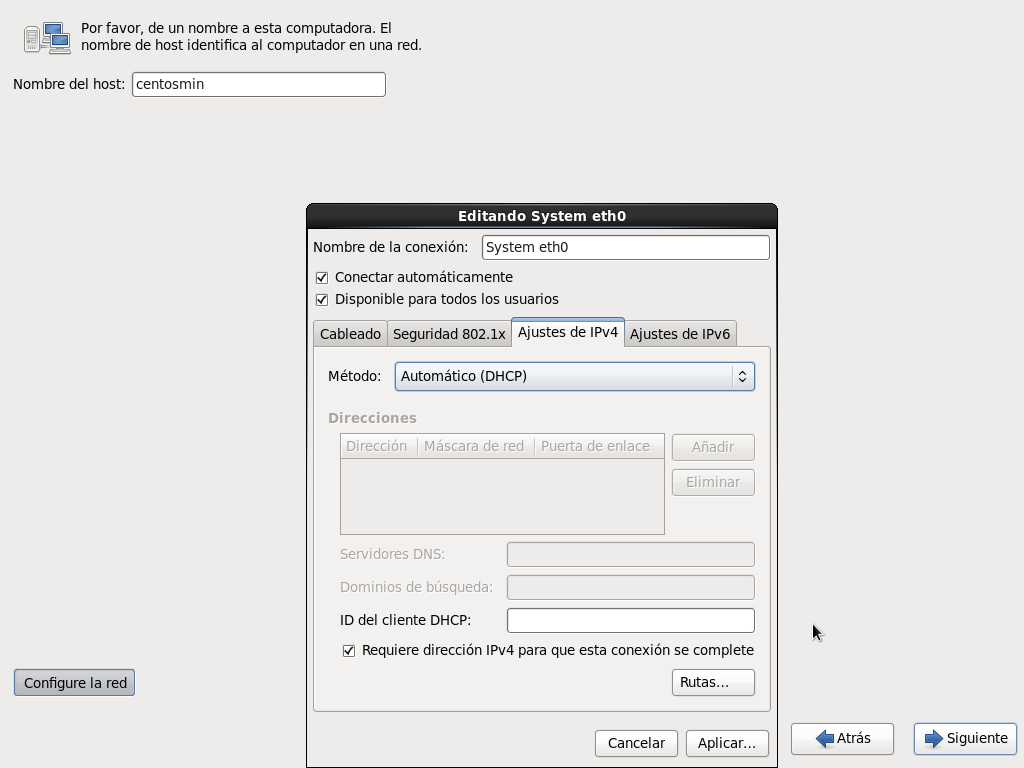 Por favor, de un nombre a esta computadora. El
nombre de host identifica al computador en una red.
Nombre del host: centosmin
Editando System eth0
Nombre de la conexión: System eth0
Conectar automáticamente
Disponible para todos los usuarios
Cableado Seguridad 802.1x Ajustes de IPv4 Ajustes de IPv6
Método: Automático (DHCP)
Direcciones
Dirección Máscara de red Puerta de enlace Añadir
Eliminar
Servidores DNS:
Dominios de búsqueda:
ID del cliente DHCP:
Requiere dirección IPv4 para que esta conexión se complete
Configure la red Rutas...
Cancelar Aplicar... Atrás Siguiente